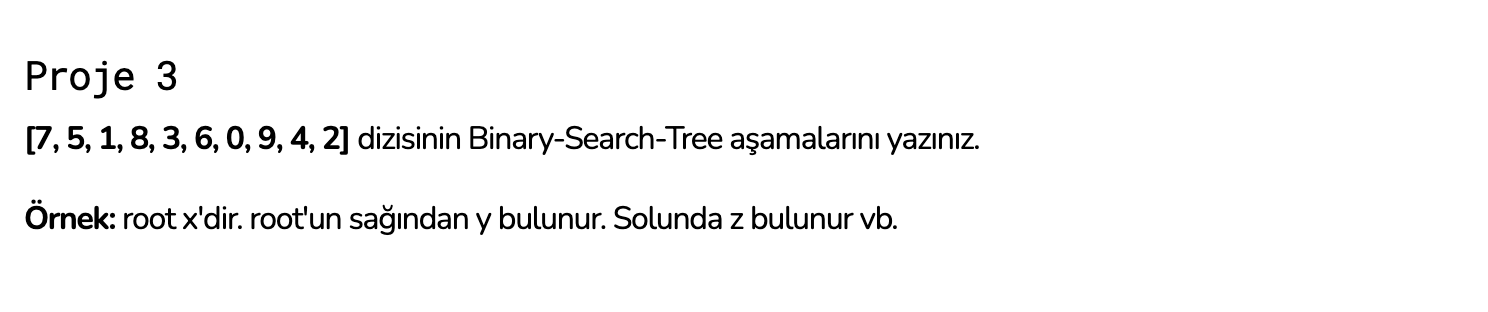 Proje 3
[7, 5, 1, 8, 3, 6, 0, 9, 4, 2] dizisinin Binary-Search-Tree aşamalarını yazınız.
Örnek: root x'dir. root'un sağından y bulunur. Solunda z bulunur vb.